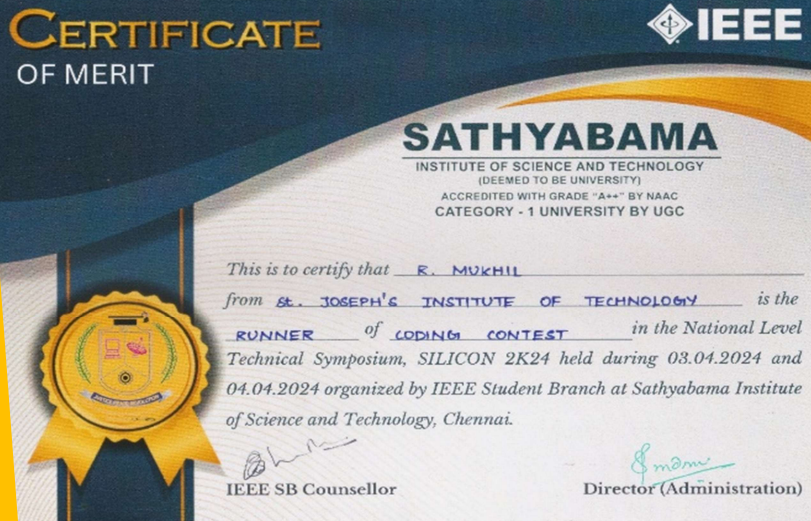 CERTIFICATE
OF MERIT
IEEE
SATHYABAMA
INSTITUTE OF SCIENCE AND TECHNOLOGY
(DEEMED TO BE UNIVERSITY)
ACCREDITED WITH GRADE "A++" BY NAAC
CATEGORY - 1 UNIVERSITY BY UGC
This is to certify that R. MUKHIL
from St. JOSEPH'S INSTITUTE OF TECHNOLOGY is the
RUNNER of CODING CONTEST in the National Level
Technical Symposium, SILICON 2K24 held during 03.04.2024 and
04.04.2024 organized by IEEE Student Branch at Sathyabama Institute
of Science and Technology, Chennai.
IEEE SB Counsellor
Director (Administration)